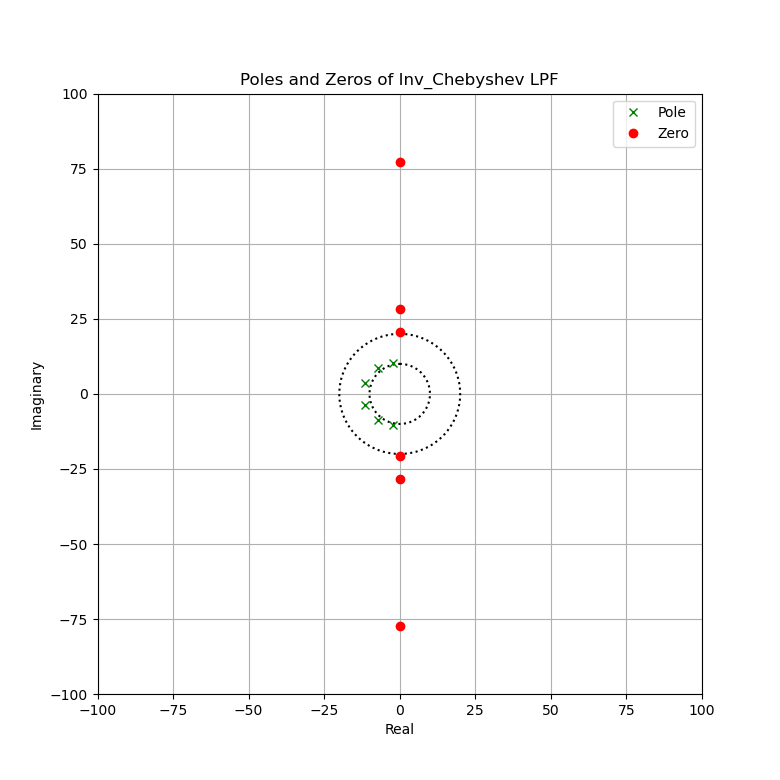 Poles and Zeros of Inv_Chebyshev LPF
Pole
Zero
100
75
50
25
0
−25
−50
−75
−100
Imaginary
−100 −75 −50 −25 0 25 50 75 100
Real